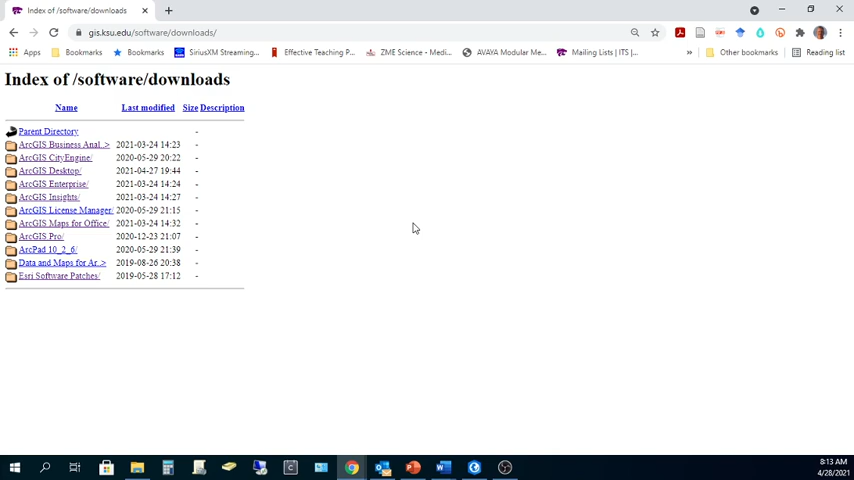 Index of /software/downloads
gis.ksu.edu/software/downloads/
Apps Bookmarks Bookmarks SiriusXM Streaming... Effective Teaching P... ZME Science - Medi... AVAYA Modular Me... Mailing Lists | ITS |... » Other bookmarks Reading list
Index of /software/downloads
Name Last modified Size Description
Parent Directory -
ArcGIS Business Anal..> 2021-03-24 14:23 -
ArcGIS CityEngine/ 2020-05-29 20:22 -
ArcGIS Desktop/ 2021-04-27 19:44 -
ArcGIS Enterprise/ 2021-03-24 14:24 -
ArcGIS Insights/ 2021-03-24 14:27 -
ArcGIS License Manager/ 2020-05-29 21:15 -
ArcGIS Maps for Office/ 2021-03-24 14:32 -
ArcGIS Pro/ 2020-12-23 21:07 -
ArcPad 10_2_6/ 2020-05-29 21:39 -
Data and Maps for Ar..> 2019-08-26 20:38 -
Esri Software Patches/ 2019-05-28 17:12 -
8:13 AM
4/28/2021